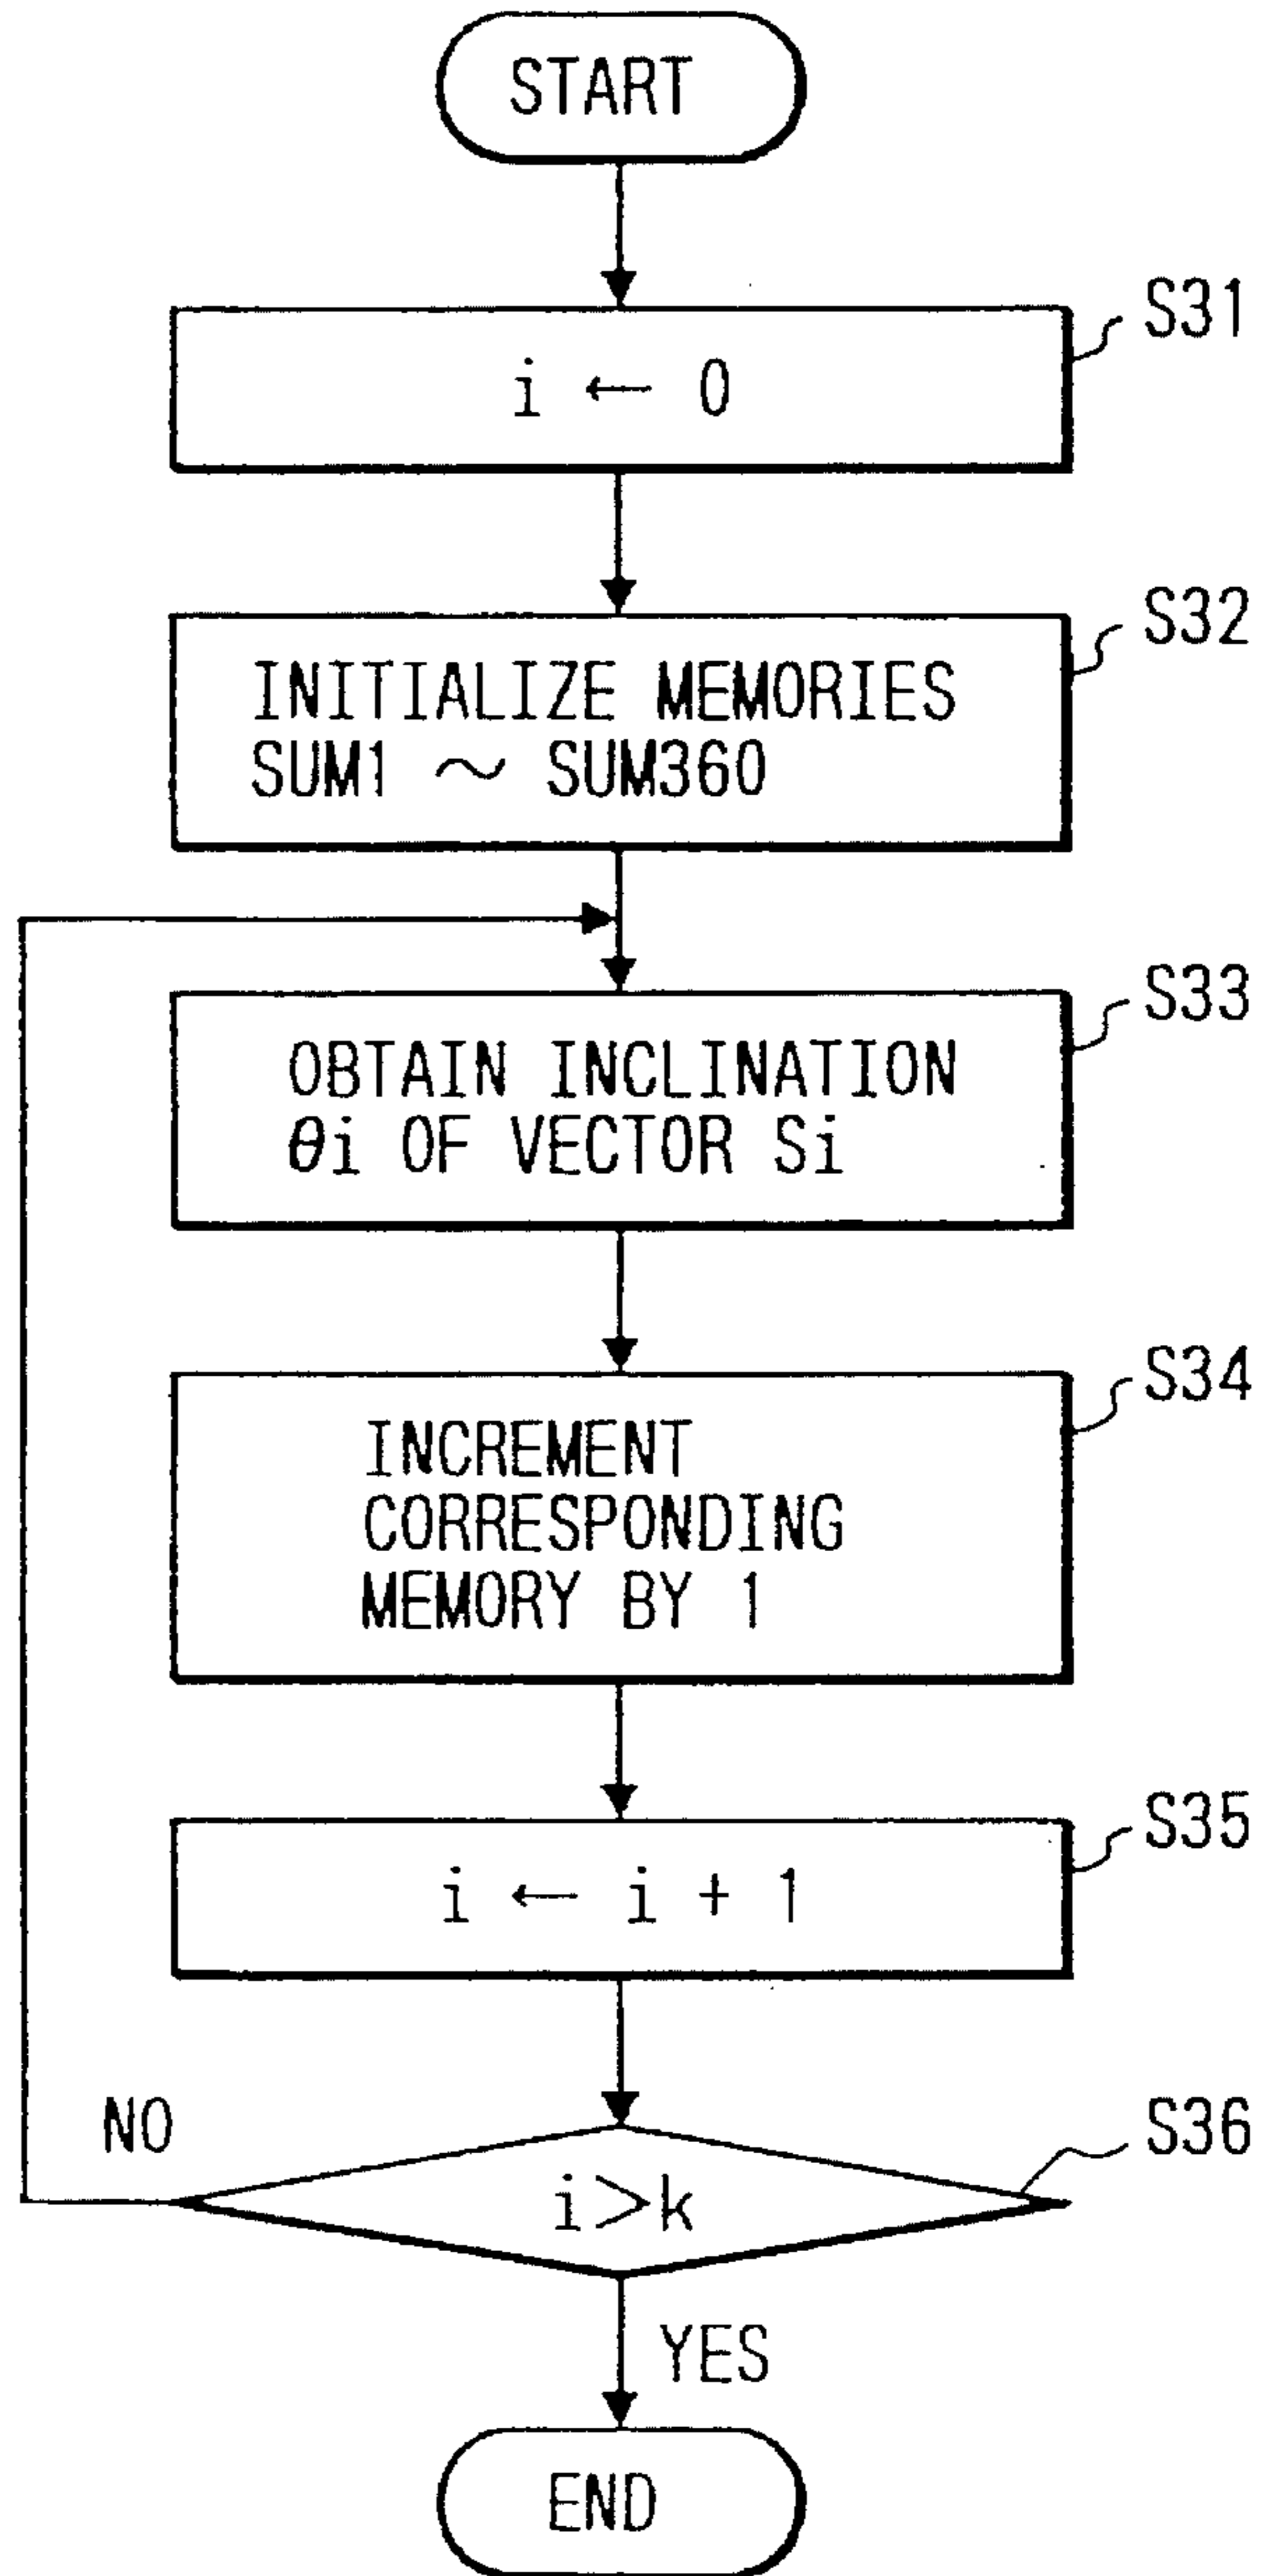 START
S31
i ← 0
S32
INITIALIZE MEMORIES
SUM1 ~ SUM360
S33
OBTAIN INCLINATION
θi OF VECTOR Si
S34
INCREMENT
CORRESPONDING
MEMORY BY 1
S35
i ← i + 1
NO
S36
i>k
YES
END